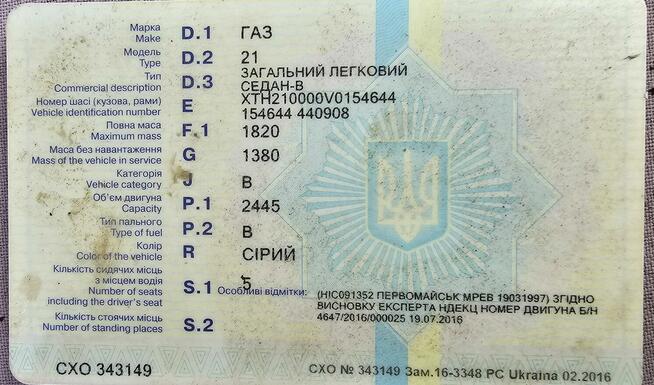 Марка
Make D.1 ГАЗ
Модель
Type D.2 21
Тип
Commercial description D.3 ЗАГАЛЬНИЙ ЛЕГКОВИЙ
СЕДАН-В
Номер шасі (кузова, рами)
Vehicle identification number E XTH210000V0154644
154644 440908
Повна маса
Maximum mass F.1 1820
Маса без навантаження
Mass of the vehicle in service G 1380
Категорія
Vehicle category J B
Об'єм двигуна
Capacity P.1 2445
Тип пального
Type of fuel P.2 B
Колір
Color of the vehicle R СІРИЙ
Кількість сидячих місць
з місцем водія
Number of seats
including the driver's seat S.1 5
Особливі відмітки: (НІС091352 ПЕРВОМАЙСЬК МРЕВ 19031997) ЗГІДНО
ВИСНОВКУ ЕКСПЕРТА НДЕКЦ НОМЕР ДВИГУНА Б/Н
4647/2016/000025 19.07.2016
Кількість стоячих місць
Number of standing places S.2
СХО 343149
СХО № 343149 Зам.16-3348 РС Ukraina 02.2016